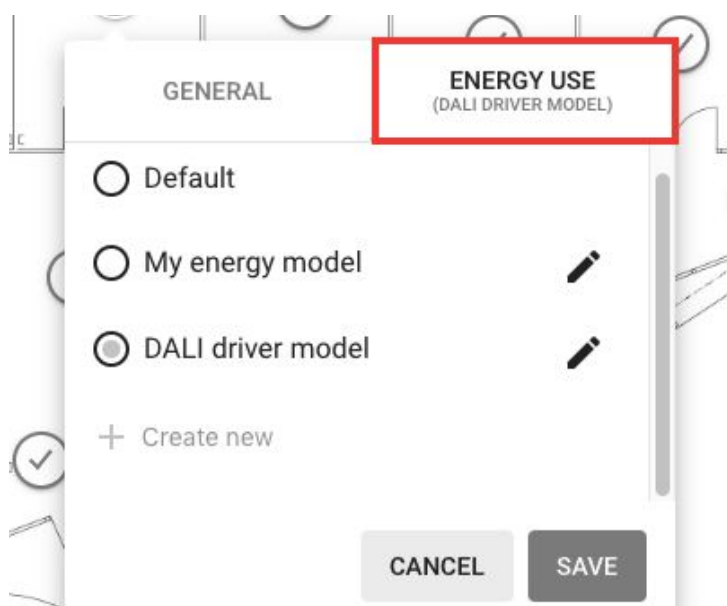 GENERAL
ENERGY USE
(DALI DRIVER MODEL)
Default
My energy model
DALI driver model
+ Create new
CANCEL
SAVE